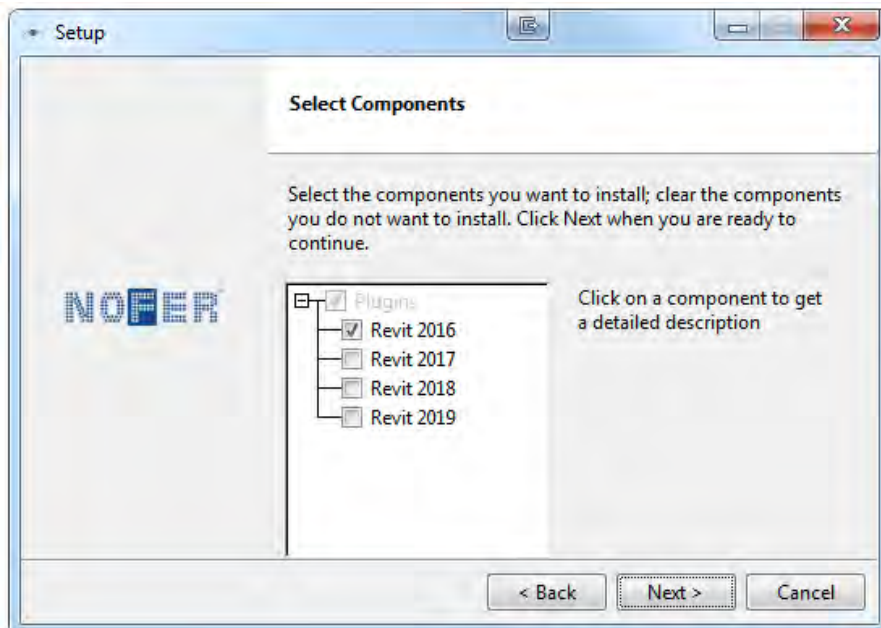 Setup
Select Components
Select the components you want to install; clear the components
you do not want to install. Click Next when you are ready to
continue.
NOFER
Plugins
Revit 2016
Revit 2017
Revit 2018
Revit 2019
Click on a component to get
a detailed description
< Back
Next >
Cancel